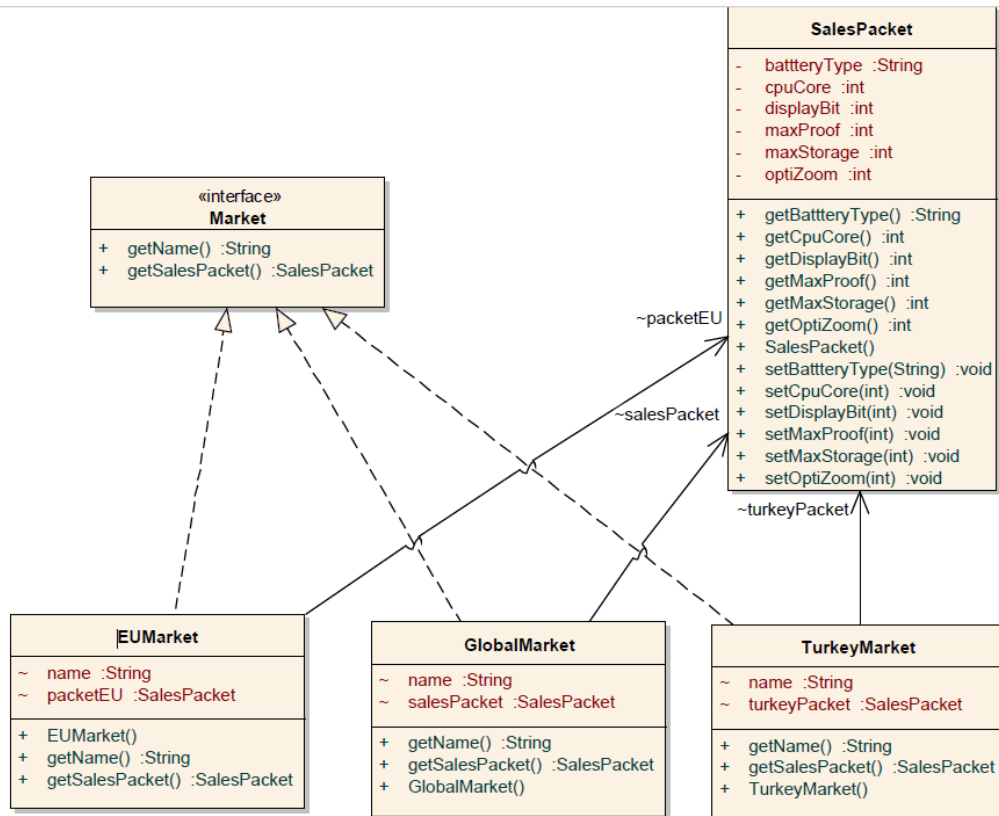 SalesPacket
- battteryType :String
- cpuCore :int
- displayBit :int
- maxProof :int
- maxStorage :int
- optiZoom :int
+ getBattteryType() :String
+ getCpuCore() :int
+ getDisplayBit() :int
+ getMaxProof() :int
+ getMaxStorage() :int
+ getOptiZoom() :int
+ SalesPacket()
+ setBattteryType(String) :void
+ setCpuCore(int) :void
+ setDisplayBit(int) :void
+ setMaxProof(int) :void
+ setMaxStorage(int) :void
+ setOptiZoom(int) :void
«interface»
Market
+ getName() :String
+ getSalesPacket() :SalesPacket
~packetEU
~salesPacket
~turkeyPacket
EUMarket
~ name :String
~ packetEU :SalesPacket
+ EUMarket()
+ getName() :String
+ getSalesPacket() :SalesPacket
GlobalMarket
~ name :String
~ salesPacket :SalesPacket
+ getName() :String
+ getSalesPacket() :SalesPacket
+ GlobalMarket()
TurkeyMarket
~ name :String
~ turkeyPacket :SalesPacket
+ getName() :String
+ getSalesPacket() :SalesPacket
+ TurkeyMarket()